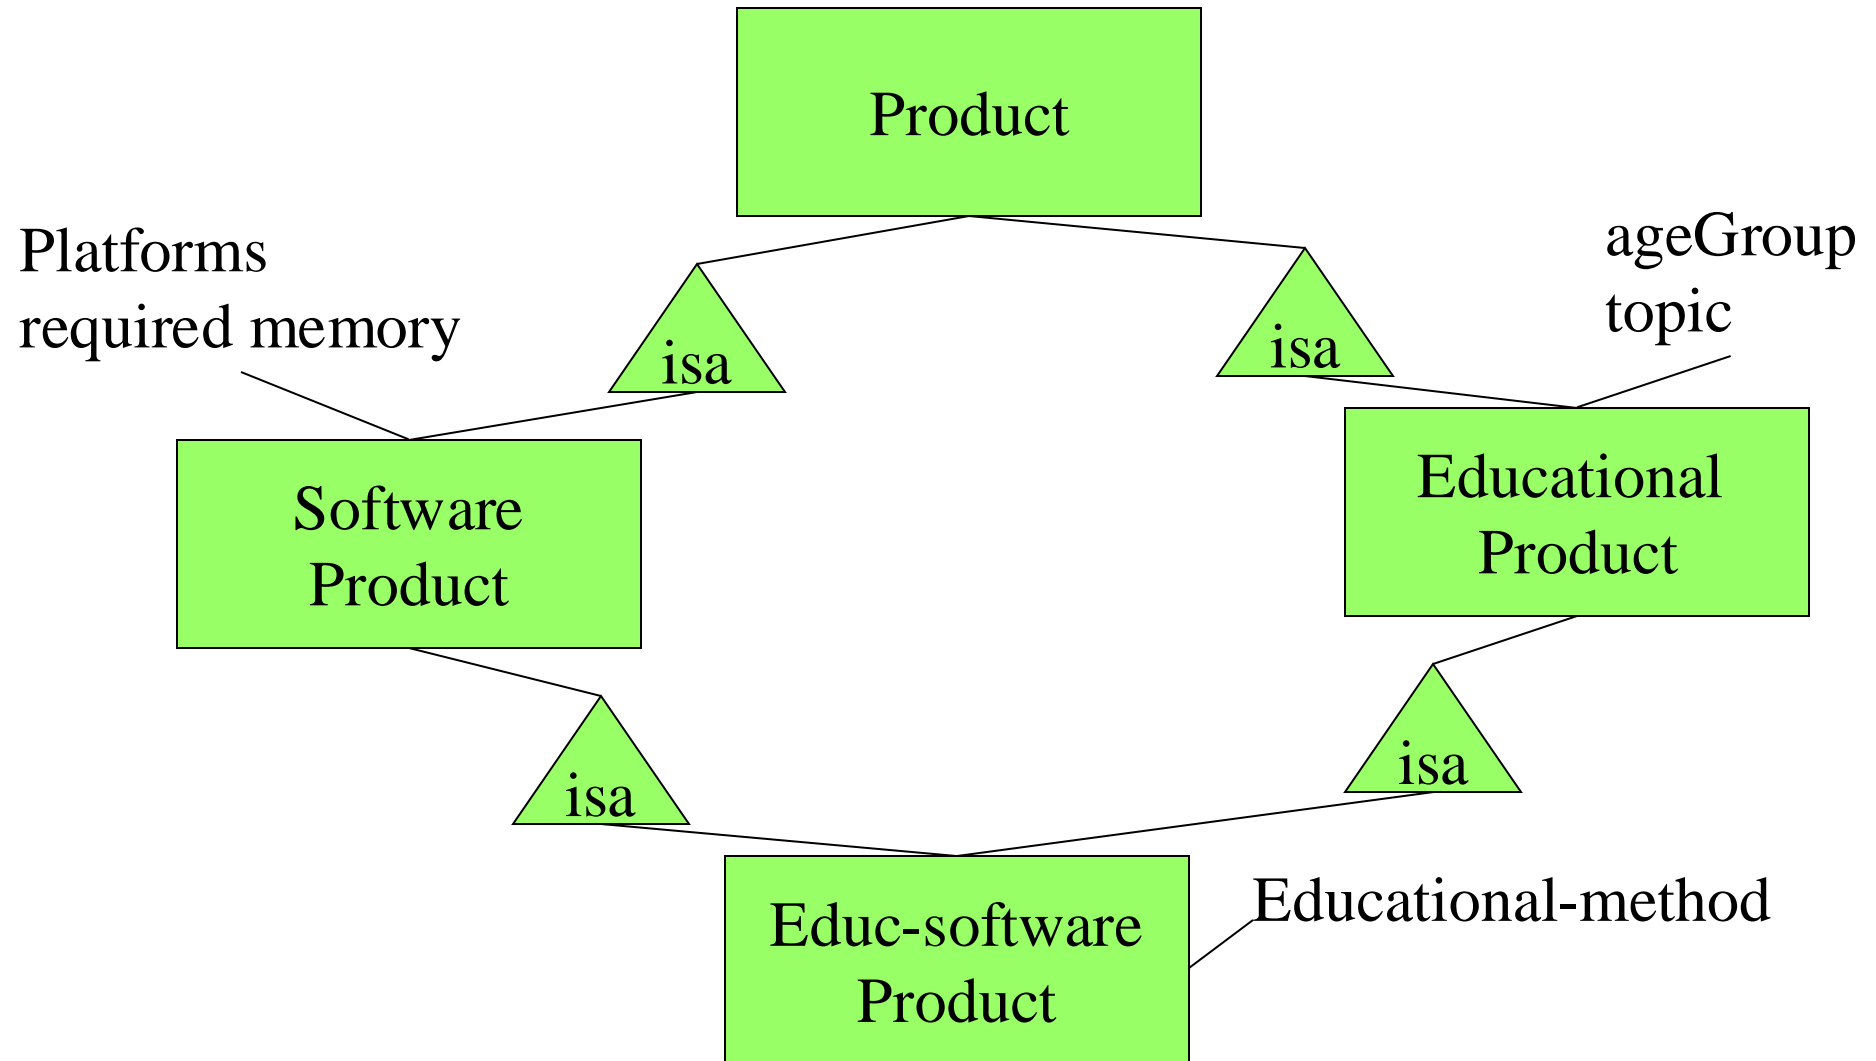 Product
Platforms
required memory
ageGroup
topic
isa
isa
Software
Product
Educational
Product
isa
isa
Educ-software
Product
Educational-method